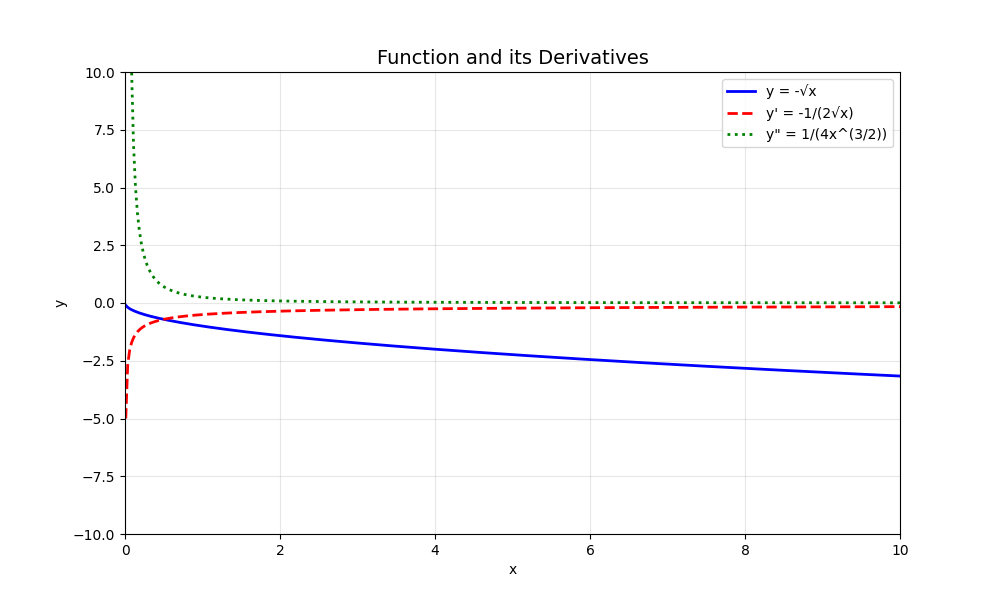 Function and its Derivatives
y = -√x
y' = -1/(2√x)
y" = 1/(4x^(3/2))
10.0
7.5
5.0
2.5
0.0
−2.5
−5.0
−7.5
−10.0
y
0 2 4 6 8 10
x